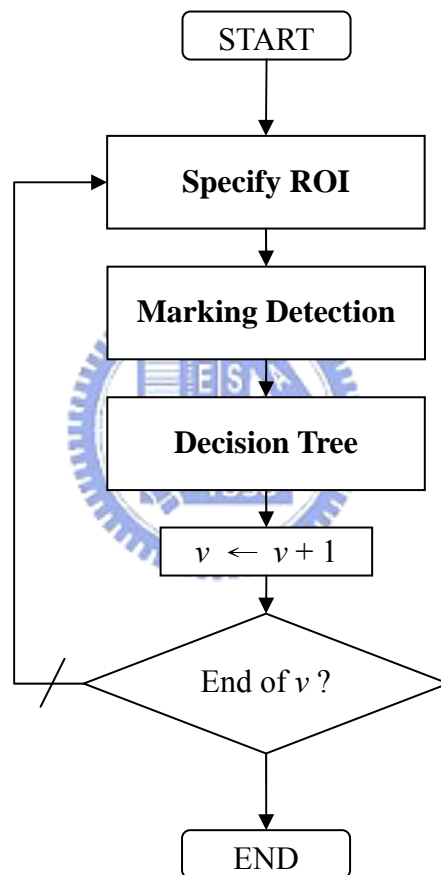 START
Specify ROI
Marking Detection
E S
Decision Tree
v ← v + 1
End of v ?
END